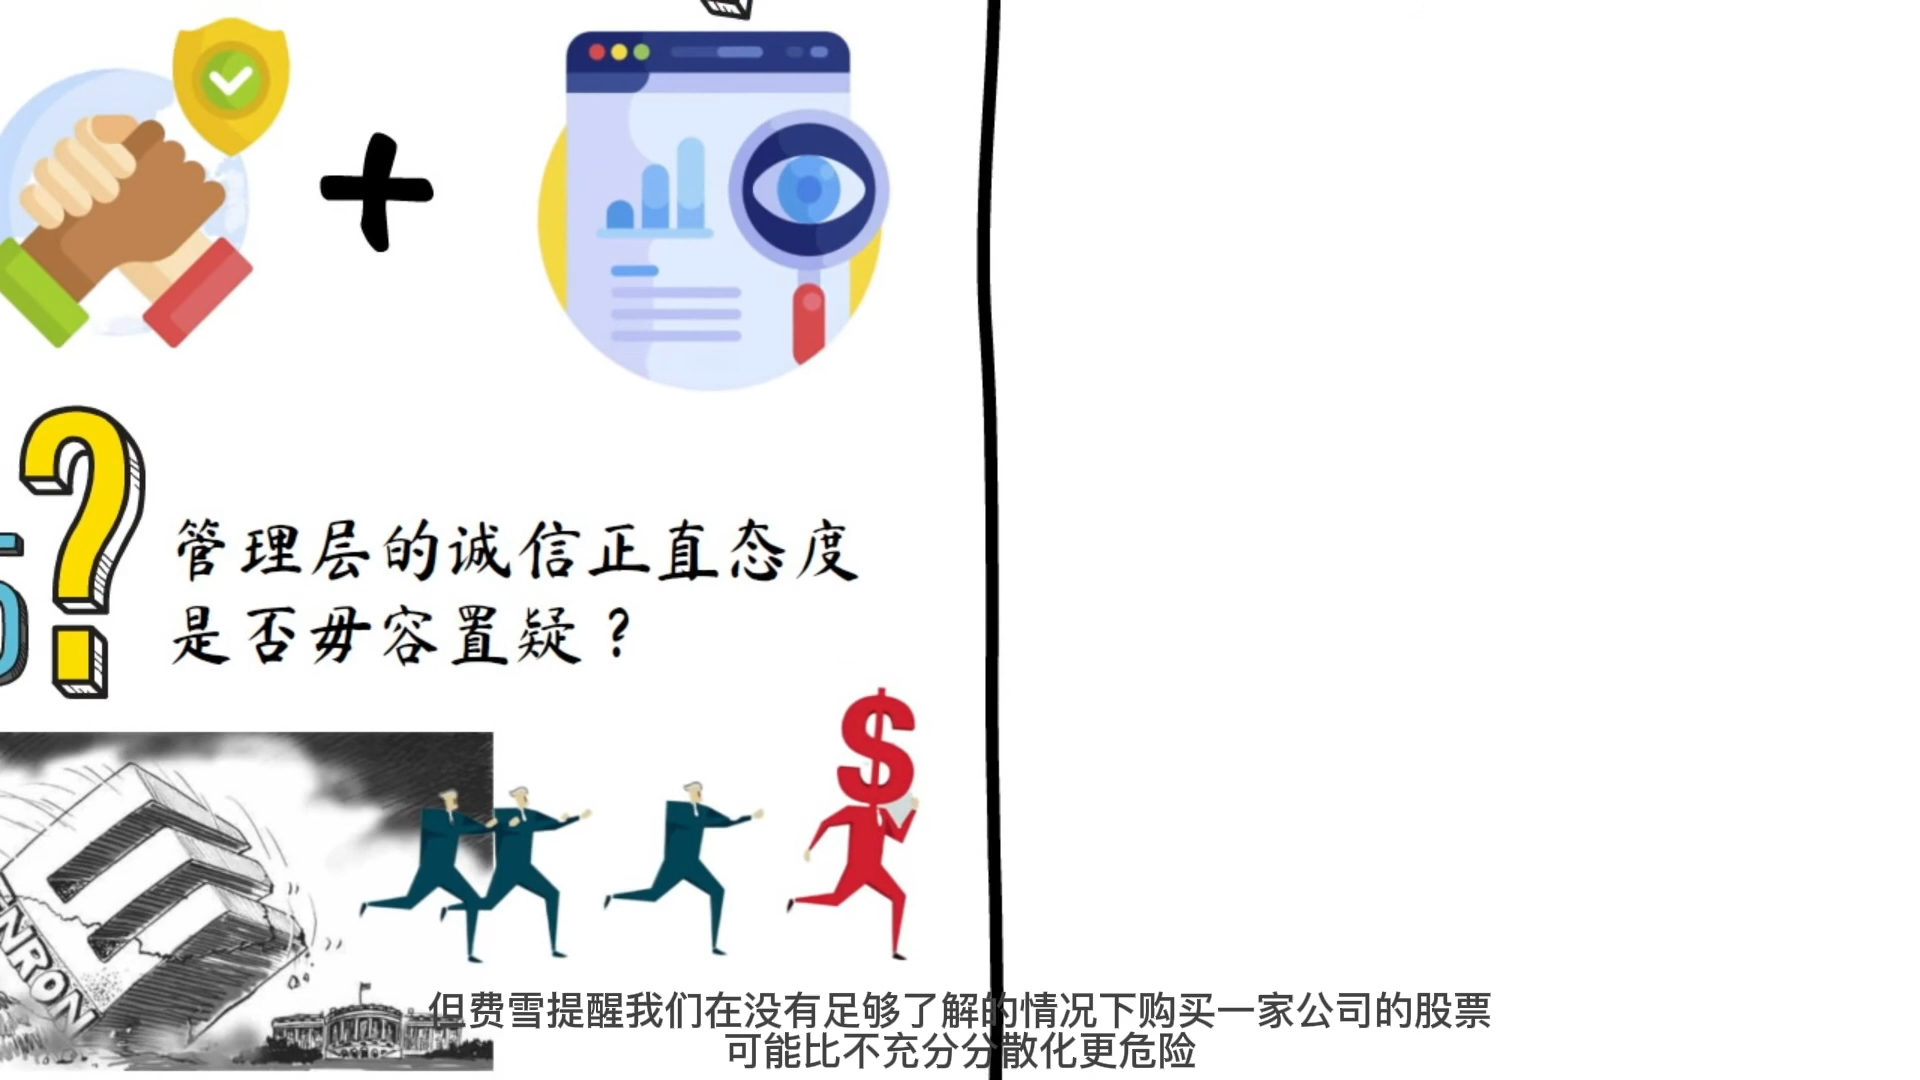 +
?
管理层的诚信正直态度
是否毋容置疑？
$
NRON
但费雪提醒我们在没有足够了解的情况下购买一家公司的股票
可能比不充分分散化更危险